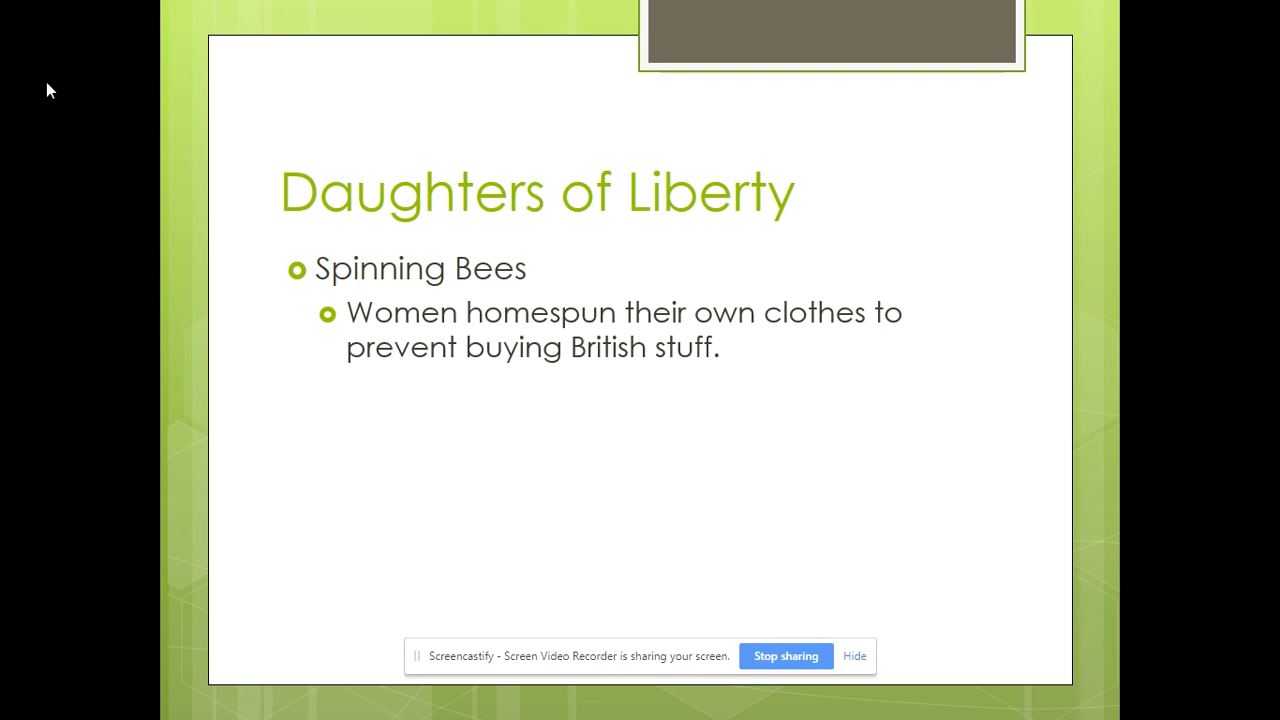 Daughters of Liberty
Spinning Bees
Women homespun their own clothes to
prevent buying British stuff.
Screencastify - Screen Video Recorder is sharing your screen. Stop sharing Hide